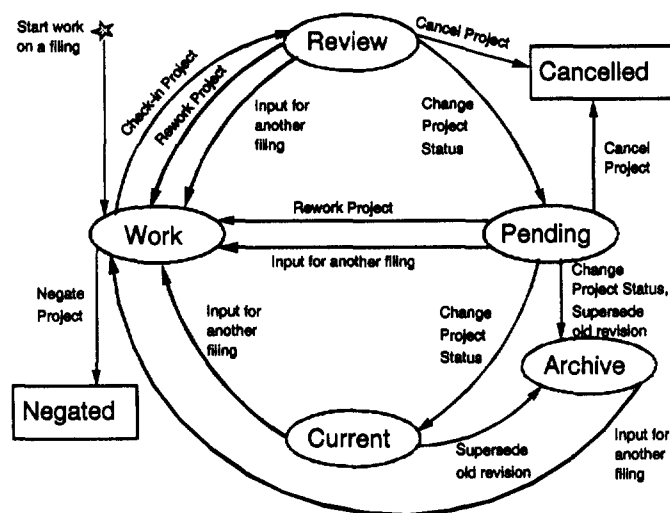 Start work
on a filing
Review
Cancel Project
Cancelled
Check-in Project
Rework Project
Input for
another
filing
Change
Project
Status
Cancel
Project
Work
Rework Project
Input for another filing
Pending
Negate
Project
Input for
another
filing
Change
Project
Status
Change
Project Status,
Supersede
old revision
Archive
Negated
Current
Supersede
old revision
Input for
another
filing